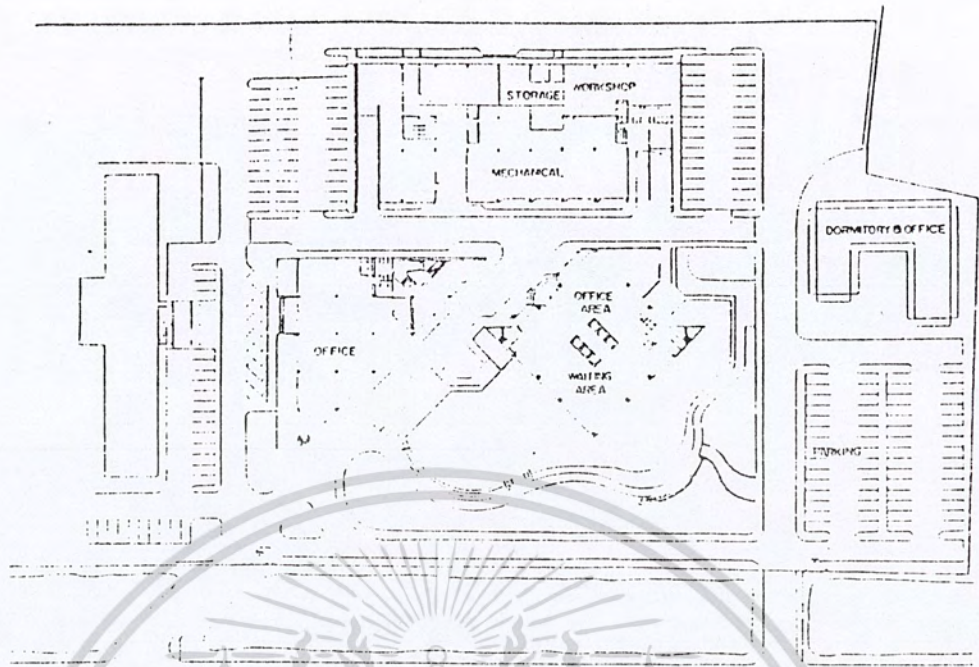 STORAGE
WORKSHOP
MECHANICAL
DORMITORY & OFFICE
OFFICE
AREA
OFFICE
WAITING
AREA
PARKING